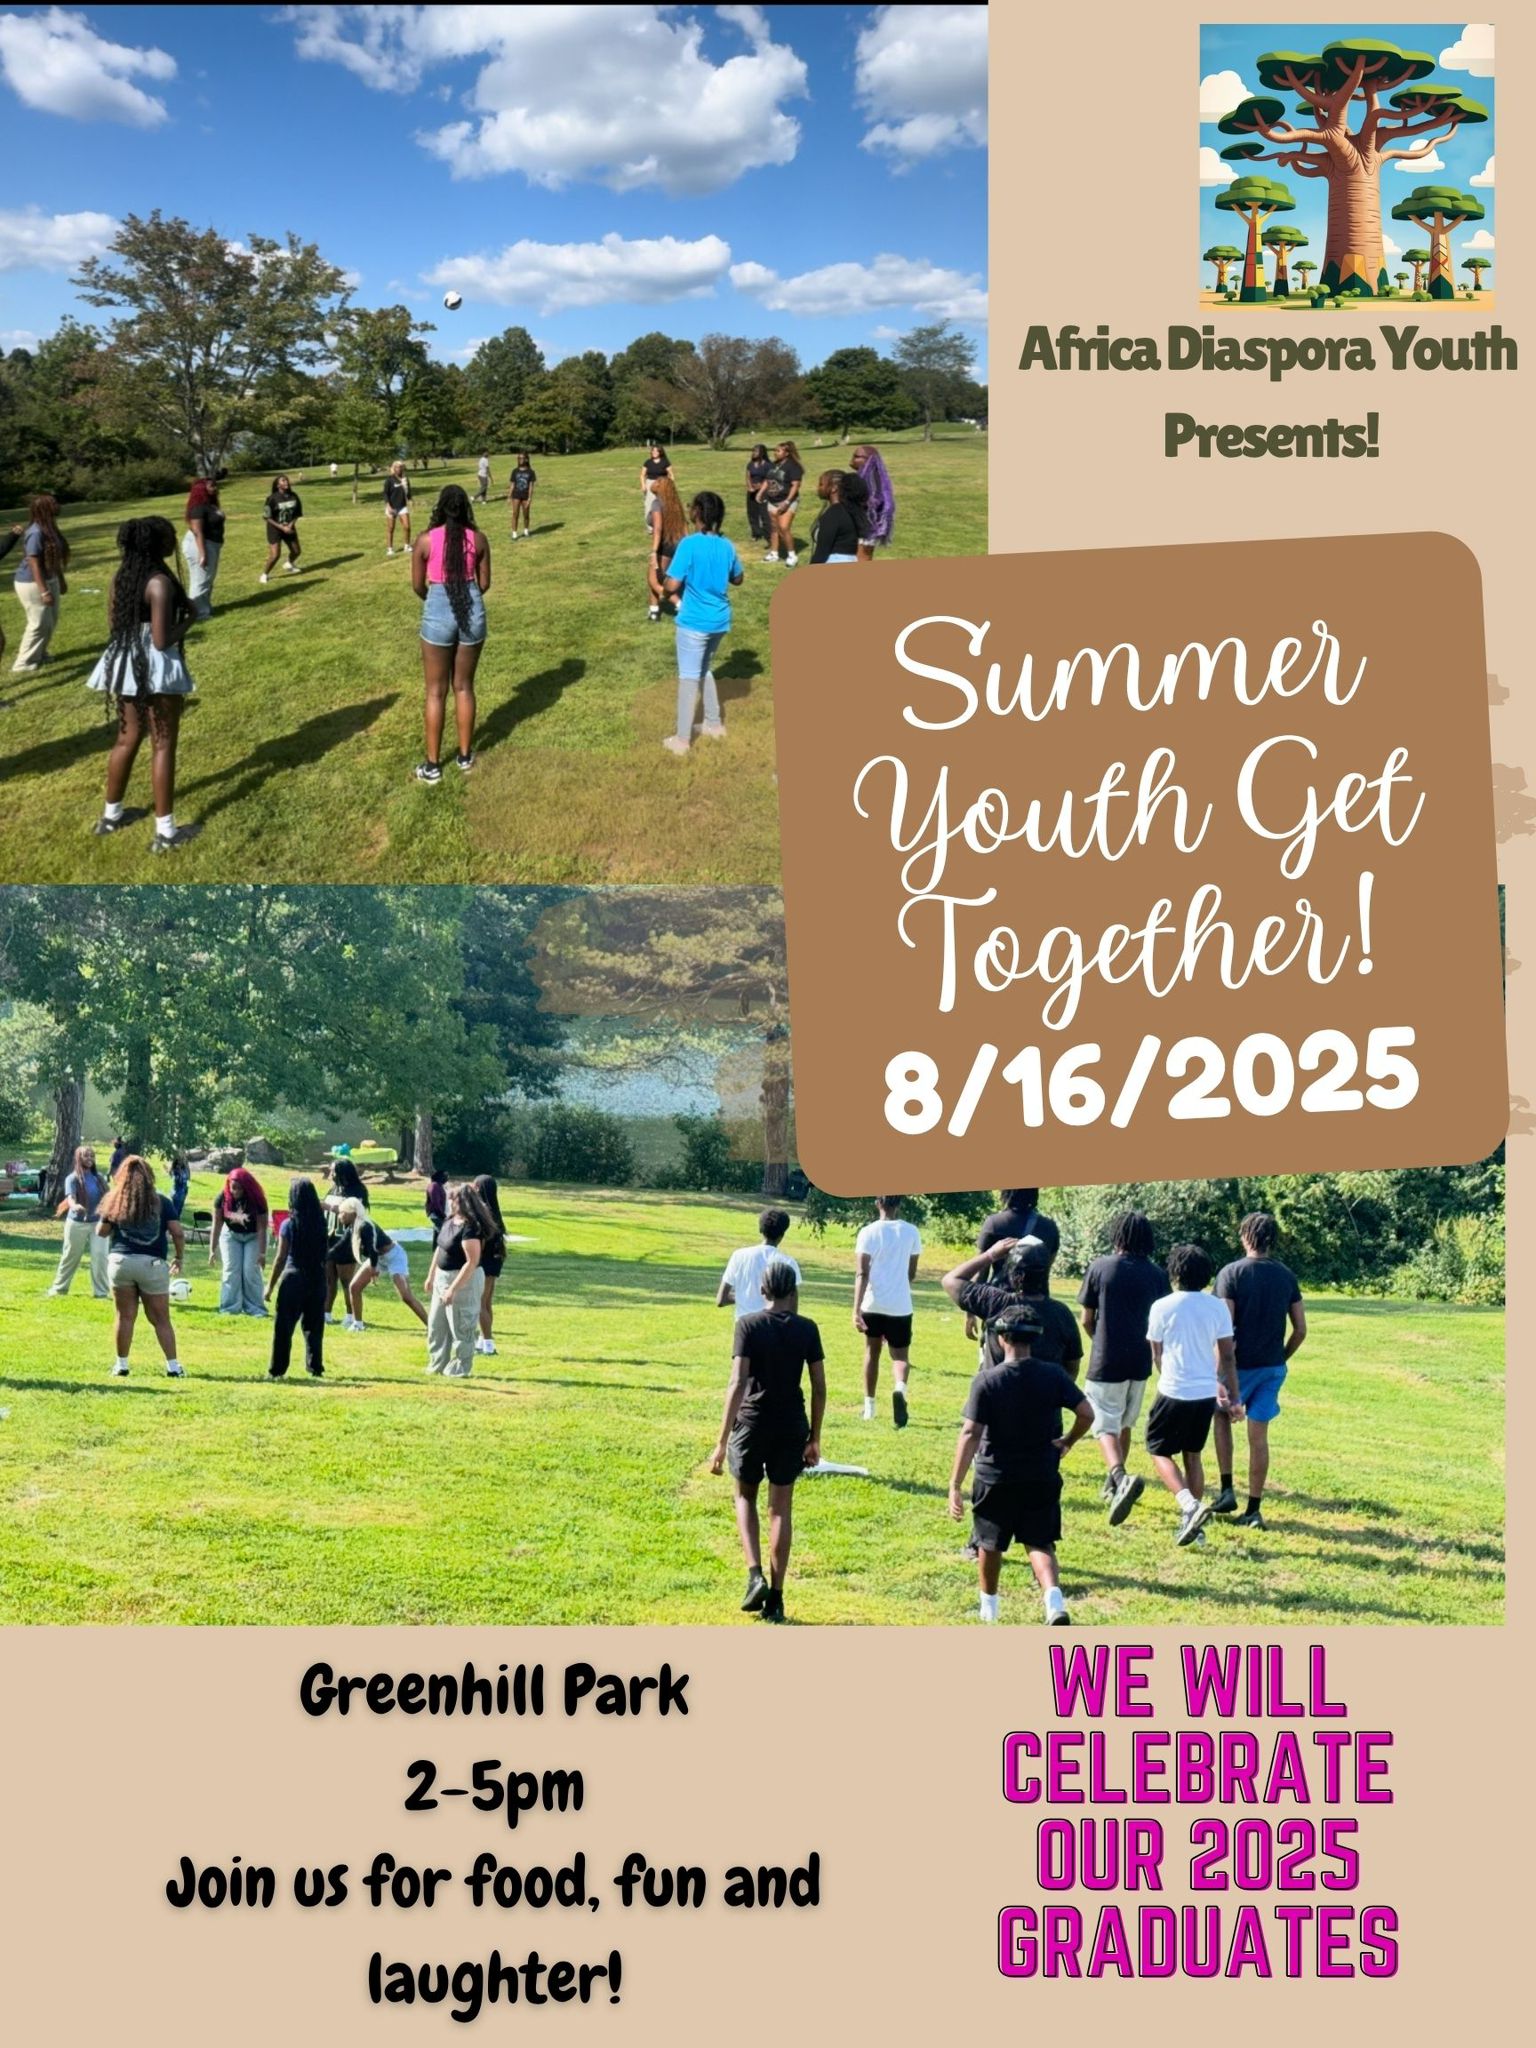 Africa Diaspora Youth
Presents!
Summer
Youth Get
Together!
8/16/2025
Greenhill Park
2-5pm
Join us for food, fun and
laughter!
WE WILL
CELEBRATE
OUR 2025
GRADUATES